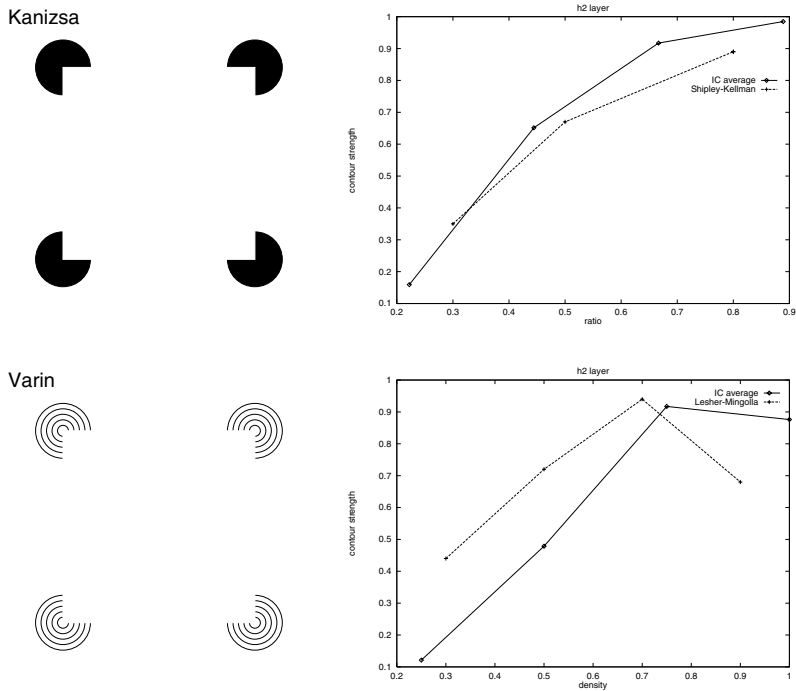 Kanizsa
h2 layer
1
0.9
0.8
0.7
0.6
0.5
0.4
0.3
0.2
0.1
contour strength
IC average
Shipley-Kellman
0.2 0.3 0.4 0.5 0.6 0.7 0.8 0.9
ratio
Varin
h2 layer
1
0.9
0.8
0.7
0.6
0.5
0.4
0.3
0.2
0.1
contour strength
IC average
Lesher-Mingolla
0.2 0.3 0.4 0.5 0.6 0.7 0.8 0.9 1
density